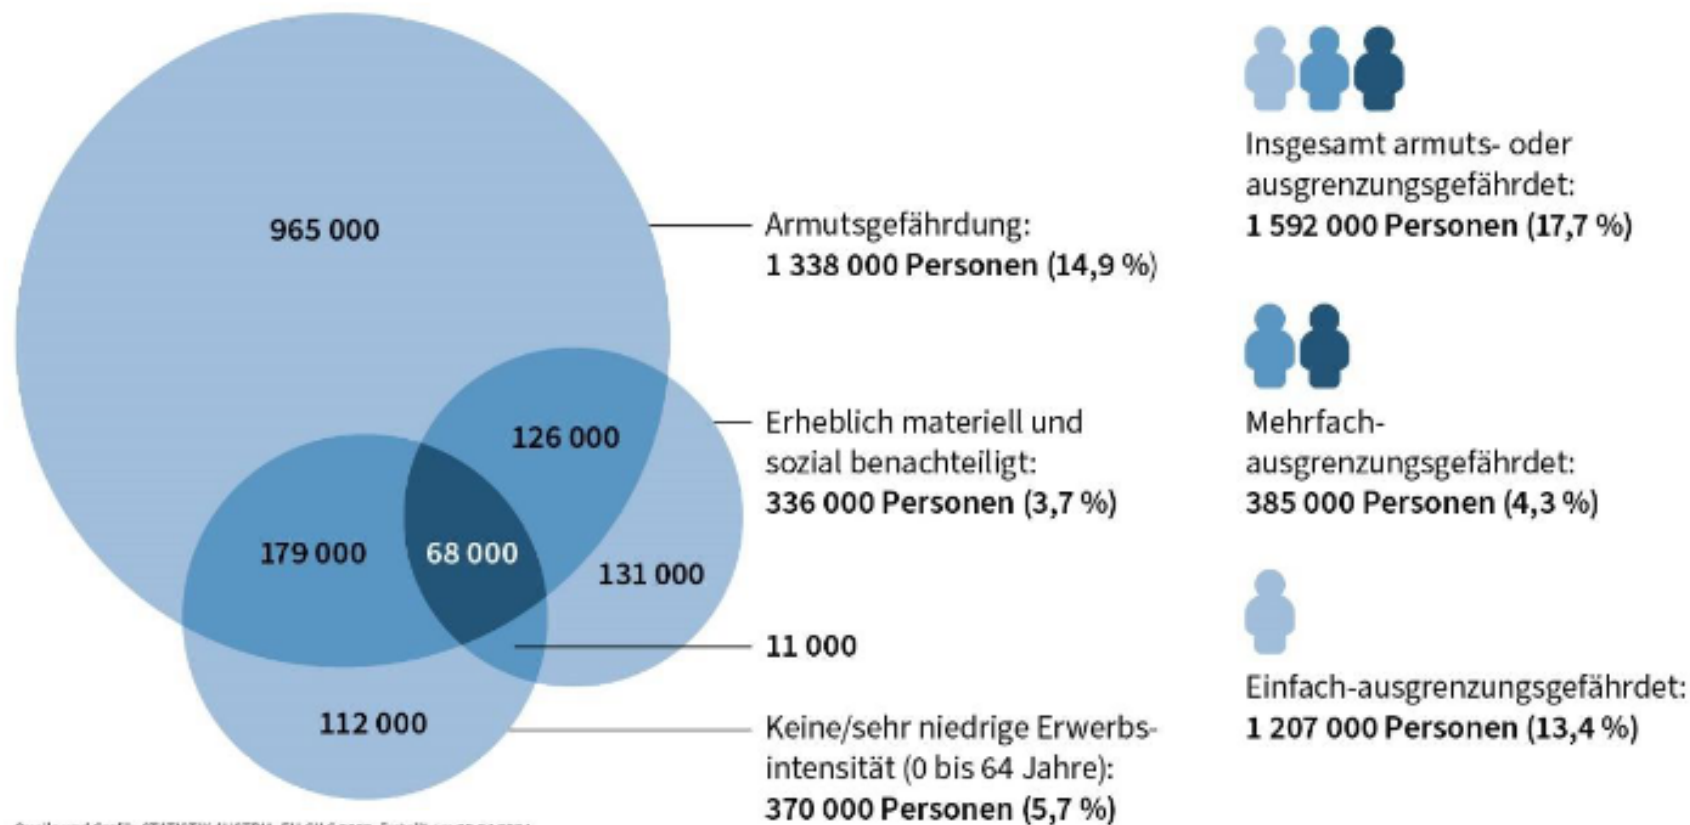 965 000
126 000
179 000
68 000
131 000
112 000
Armutsgefährdung:
1 338 000 Personen (14,9 %)
Erheblich materiell und
sozial benachteiligt:
336 000 Personen (3,7 %)
11 000
Keine/sehr niedrige Erwerbs-
intensität (0 bis 64 Jahre):
370 000 Personen (5,7 %)
Insgesamt armuts- oder
ausgrenzungsgefährdet:
1 592 000 Personen (17,7 %)
Mehrfach-
ausgrenzungsgefährdet:
385 000 Personen (4,3 %)
Einfach-ausgrenzungsgefährdet:
1 207 000 Personen (13,4 %)